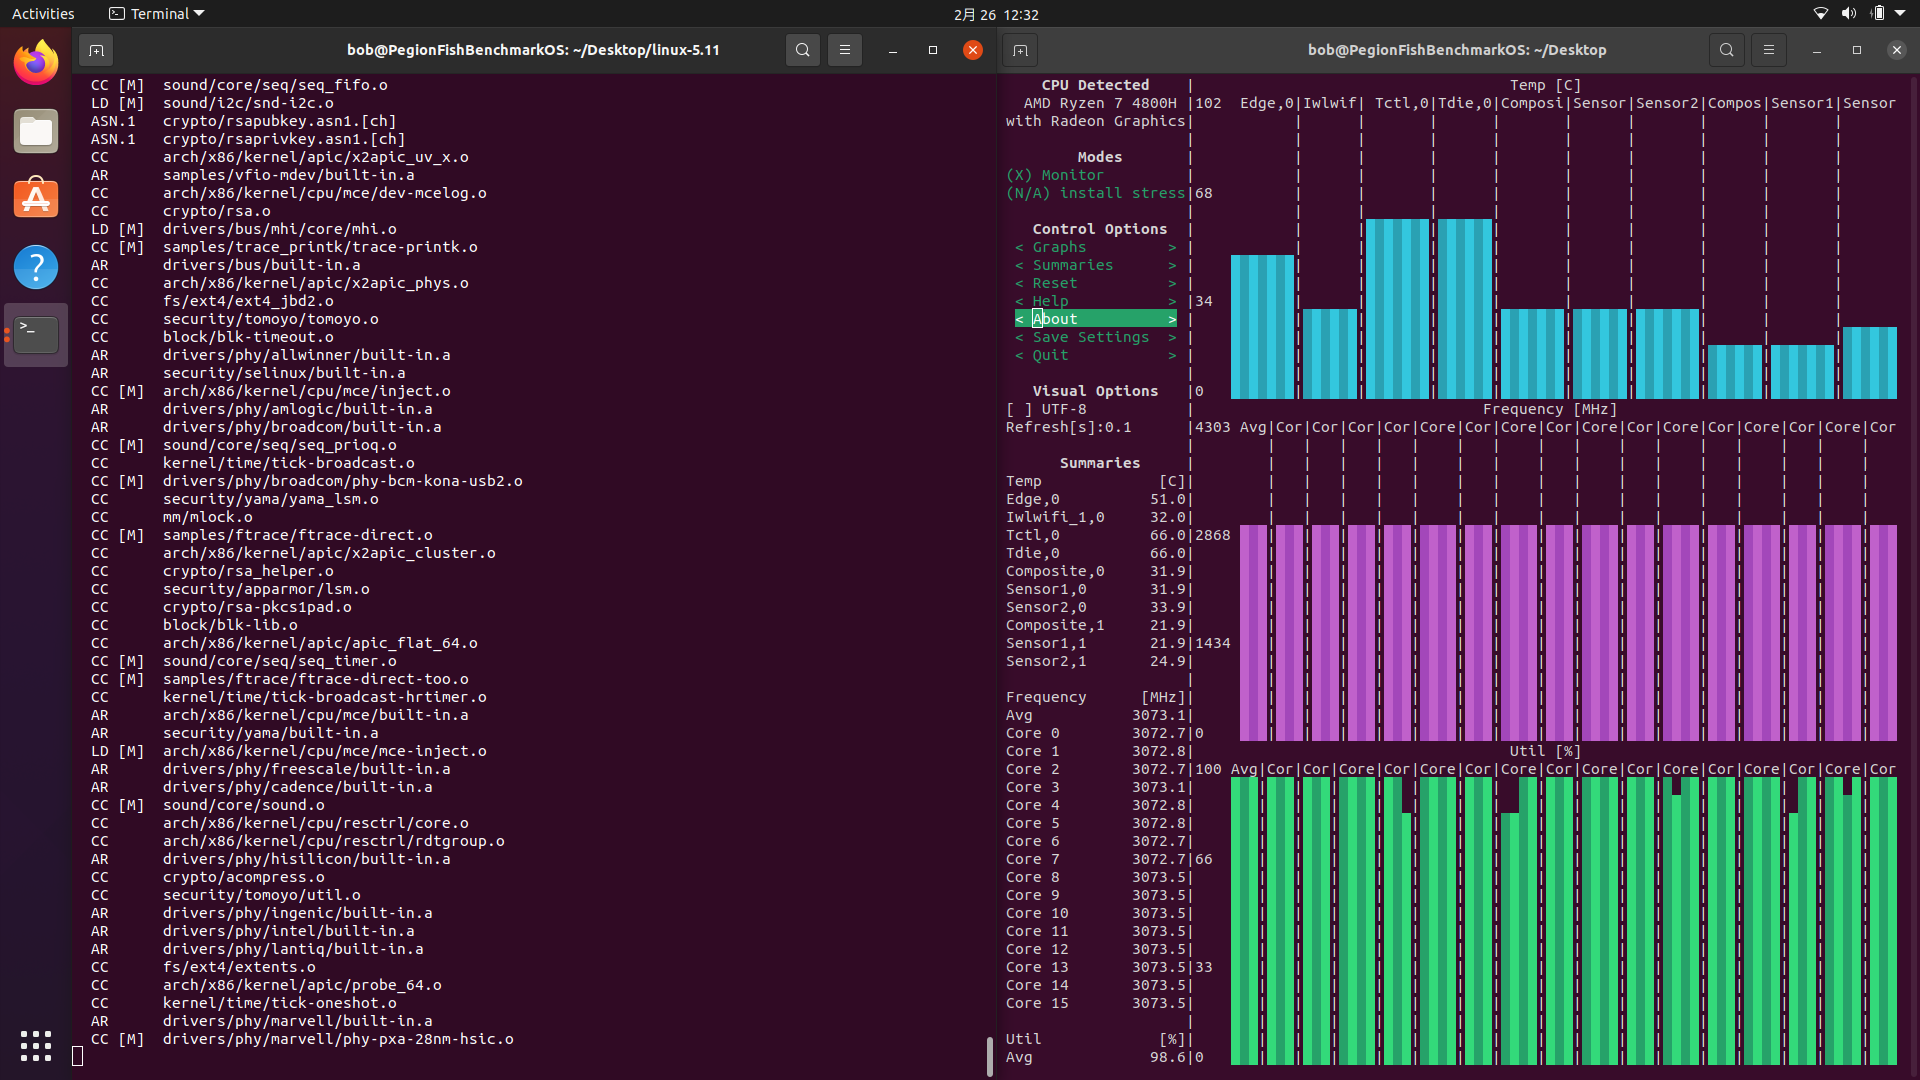 Activities
Terminal
2月 26 12:32
bob@PegionFishBenchmarkOS: ~/Desktop/linux-5.11
CC [M] sound/core/seq/seq_fifo.o
LD [M] sound/i2c/snd-i2c.o
ASN.1 crypto/rsapubkey.asn1.[ch]
ASN.1 crypto/rsaprivkey.asn1.[ch]
CC arch/x86/kernel/apic/x2apic_uv_x.o
AR samples/vfio-mdev/built-in.a
CC arch/x86/kernel/cpu/mce/dev-mcelog.o
CC crypto/rsa.o
LD [M] drivers/bus/mhi/core/mhi.o
CC [M] samples/trace_printk/trace-printk.o
AR drivers/bus/built-in.a
CC arch/x86/kernel/apic/x2apic_phys.o
CC fs/ext4/ext4_jbd2.o
CC security/tomoyo/tomoyo.o
CC block/blk-timeout.o
AR drivers/phy/allwinner/built-in.a
AR security/selinux/built-in.a
CC [M] arch/x86/kernel/cpu/mce/inject.o
AR drivers/phy/amlogic/built-in.a
AR drivers/phy/broadcom/built-in.a
CC [M] sound/core/seq/seq_prioq.o
CC kernel/time/tick-broadcast.o
CC [M] drivers/phy/broadcom/phy-bcm-kona-usb2.o
CC security/yama/yama_lsm.o
CC mm/mlock.o
CC [M] samples/ftrace/ftrace-direct.o
CC arch/x86/kernel/apic/x2apic_cluster.o
CC crypto/rsa_helper.o
CC security/apparmor/lsm.o
CC crypto/rsa-pkcs1pad.o
CC block/blk-lib.o
CC arch/x86/kernel/apic/apic_flat_64.o
CC [M] sound/core/seq/seq_timer.o
CC [M] samples/ftrace/ftrace-direct-too.o
CC kernel/time/tick-broadcast-hrtimer.o
AR arch/x86/kernel/cpu/mce/built-in.a
AR security/yama/built-in.a
LD [M] arch/x86/kernel/cpu/mce/mce-inject.o
AR drivers/phy/freescale/built-in.a
AR drivers/phy/cadence/built-in.a
CC [M] sound/core/sound.o
CC arch/x86/kernel/cpu/resctrl/core.o
CC arch/x86/kernel/cpu/resctrl/rdtgroup.o
AR drivers/phy/hisilicon/built-in.a
CC crypto/acompress.o
CC security/tomoyo/util.o
AR drivers/phy/ingenic/built-in.a
AR drivers/phy/intel/built-in.a
AR drivers/phy/lantiq/built-in.a
CC fs/ext4/extents.o
CC arch/x86/kernel/apic/probe_64.o
CC kernel/time/tick-oneshot.o
AR drivers/phy/marvell/built-in.a
CC [M] drivers/phy/marvell/phy-pxa-28nm-hsic.o
bob@PegionFishBenchmarkOS: ~/Desktop
CPU Detected
AMD Ryzen 7 4800H
with Radeon Graphics
Modes
(X) Monitor
(N/A) install stress
Control Options
< Graphs >
< Summaries >
< Reset >
< Help >
< About >
< Save Settings >
< Quit >
Visual Options
[ ] UTF-8
Refresh[s]:0.1
Summaries
Temp [C]
Edge,0 51.0
Iwlwifi_1,0 32.0
Tctl,0 66.0
Tdie,0 66.0
Composite,0 31.9
Sensor1,0 31.9
Sensor2,0 33.9
Composite,1 21.9
Sensor1,1 21.9
Sensor2,1 24.9
Frequency [MHz]
Avg 3073.1
Core 0 3072.7
Core 1 3072.8
Core 2 3072.7
Core 3 3073.1
Core 4 3072.8
Core 5 3072.8
Core 6 3072.7
Core 7 3072.7
Core 8 3073.5
Core 9 3073.5
Core 10 3073.5
Core 11 3073.5
Core 12 3073.5
Core 13 3073.5
Core 14 3073.5
Core 15 3073.5
Util [%]
Avg 98.6
Temp [C]
102 Edge,0|Iwlwif| Tctl,0|Tdie,0|Composi|Sensor|Sensor2|Compos|Sensor1|Sensor
68
34
0
Frequency [MHz]
4303 Avg|Cor|Cor|Cor|Cor|Core|Cor|Core|Cor|Core|Cor|Core|Cor|Core|Cor|Core|Cor
2868
1434
0
Util [%]
100 Avg|Cor|Cor|Core|Cor|Core|Cor|Core|Cor|Core|Cor|Core|Cor|Core|Cor|Core|Cor
66
33
0